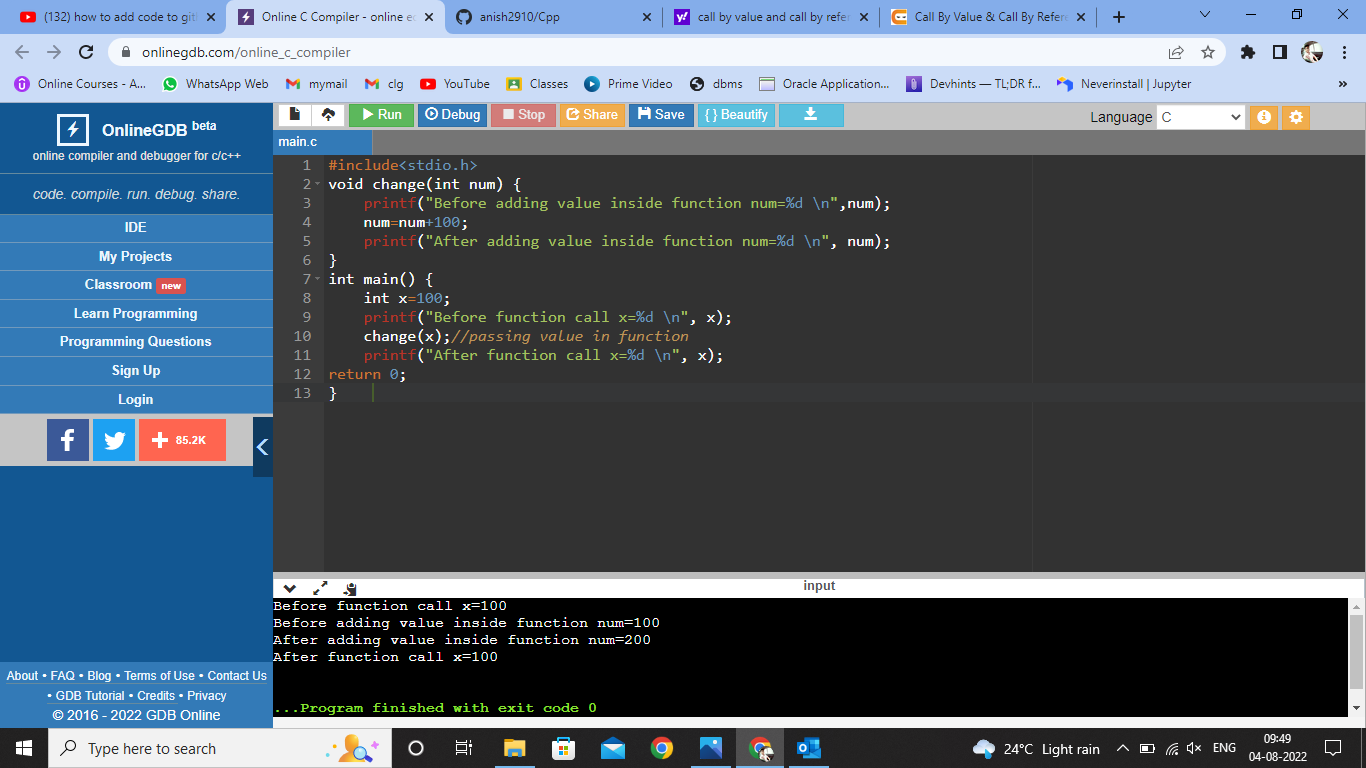 (132) how to add code to git
Online C Compiler - online e
anish2910/Cpp
call by value and call by refer
Call By Value & Call By Refer
onlinegdb.com/online_c_compiler
Online Courses - A...
WhatsApp Web
mymail
clg
YouTube
Classes
Prime Video
dbms
Oracle Application...
Devhints — TL;DR f...
Neverinstall | Jupyter
»
OnlineGDB beta
online compiler and debugger for c/c++
code. compile. run. debug. share.
IDE
My Projects
Classroom new
Learn Programming
Programming Questions
Sign Up
Login
85.2K
About • FAQ • Blog • Terms of Use • Contact Us
• GDB Tutorial • Credits • Privacy
© 2016 - 2022 GDB Online
Run
Debug
Stop
Share
Save
{ } Beautify
Language C
main.c
1 #include<stdio.h>
2 void change(int num) {
3     printf("Before adding value inside function num=%d \n",num);
4     num=num+100;
5     printf("After adding value inside function num=%d \n", num);
6 }
7 int main() {
8     int x=100;
9     printf("Before function call x=%d \n", x);
10     change(x);//passing value in function
11     printf("After function call x=%d \n", x);
12 return 0;
13 }
input
Before function call x=100
Before adding value inside function num=100
After adding value inside function num=200
After function call x=100
...Program finished with exit code 0
Type here to search
24°C Light rain
ENG
09:49
04-08-2022